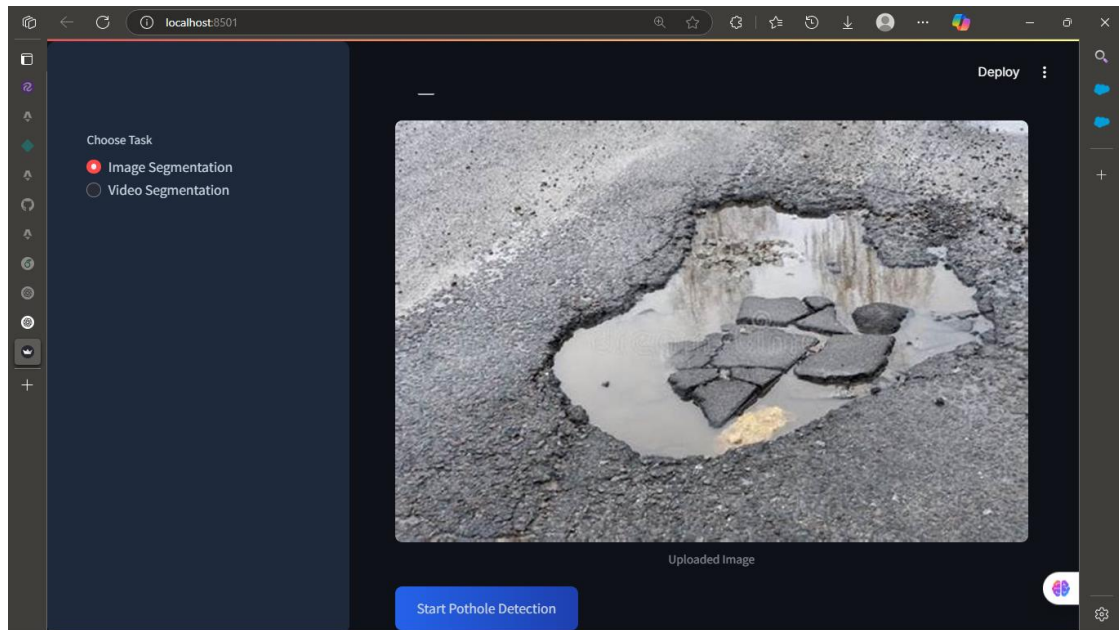 localhost:8501
Deploy
Choose Task
Image Segmentation
Video Segmentation
Uploaded Image
Start Pothole Detection